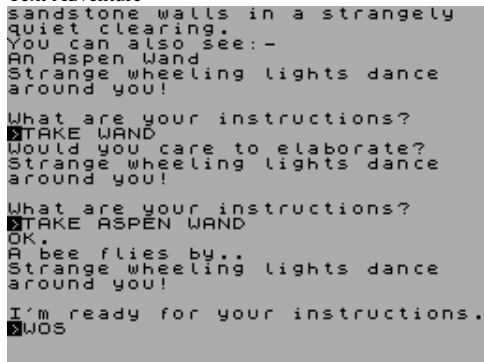 sandstone walls in a strangely
quiet clearing.
You can also see:-
An Aspen Wand
Strange wheeling lights dance
around you!
What are your instructions?
>TAKE WAND
Would you care to elaborate?
Strange wheeling lights dance
around you!
What are your instructions?
>TAKE ASPEN WAND
OK.
A bee flies by..
Strange wheeling lights dance
around you!
I'm ready for your instructions.
>WOS